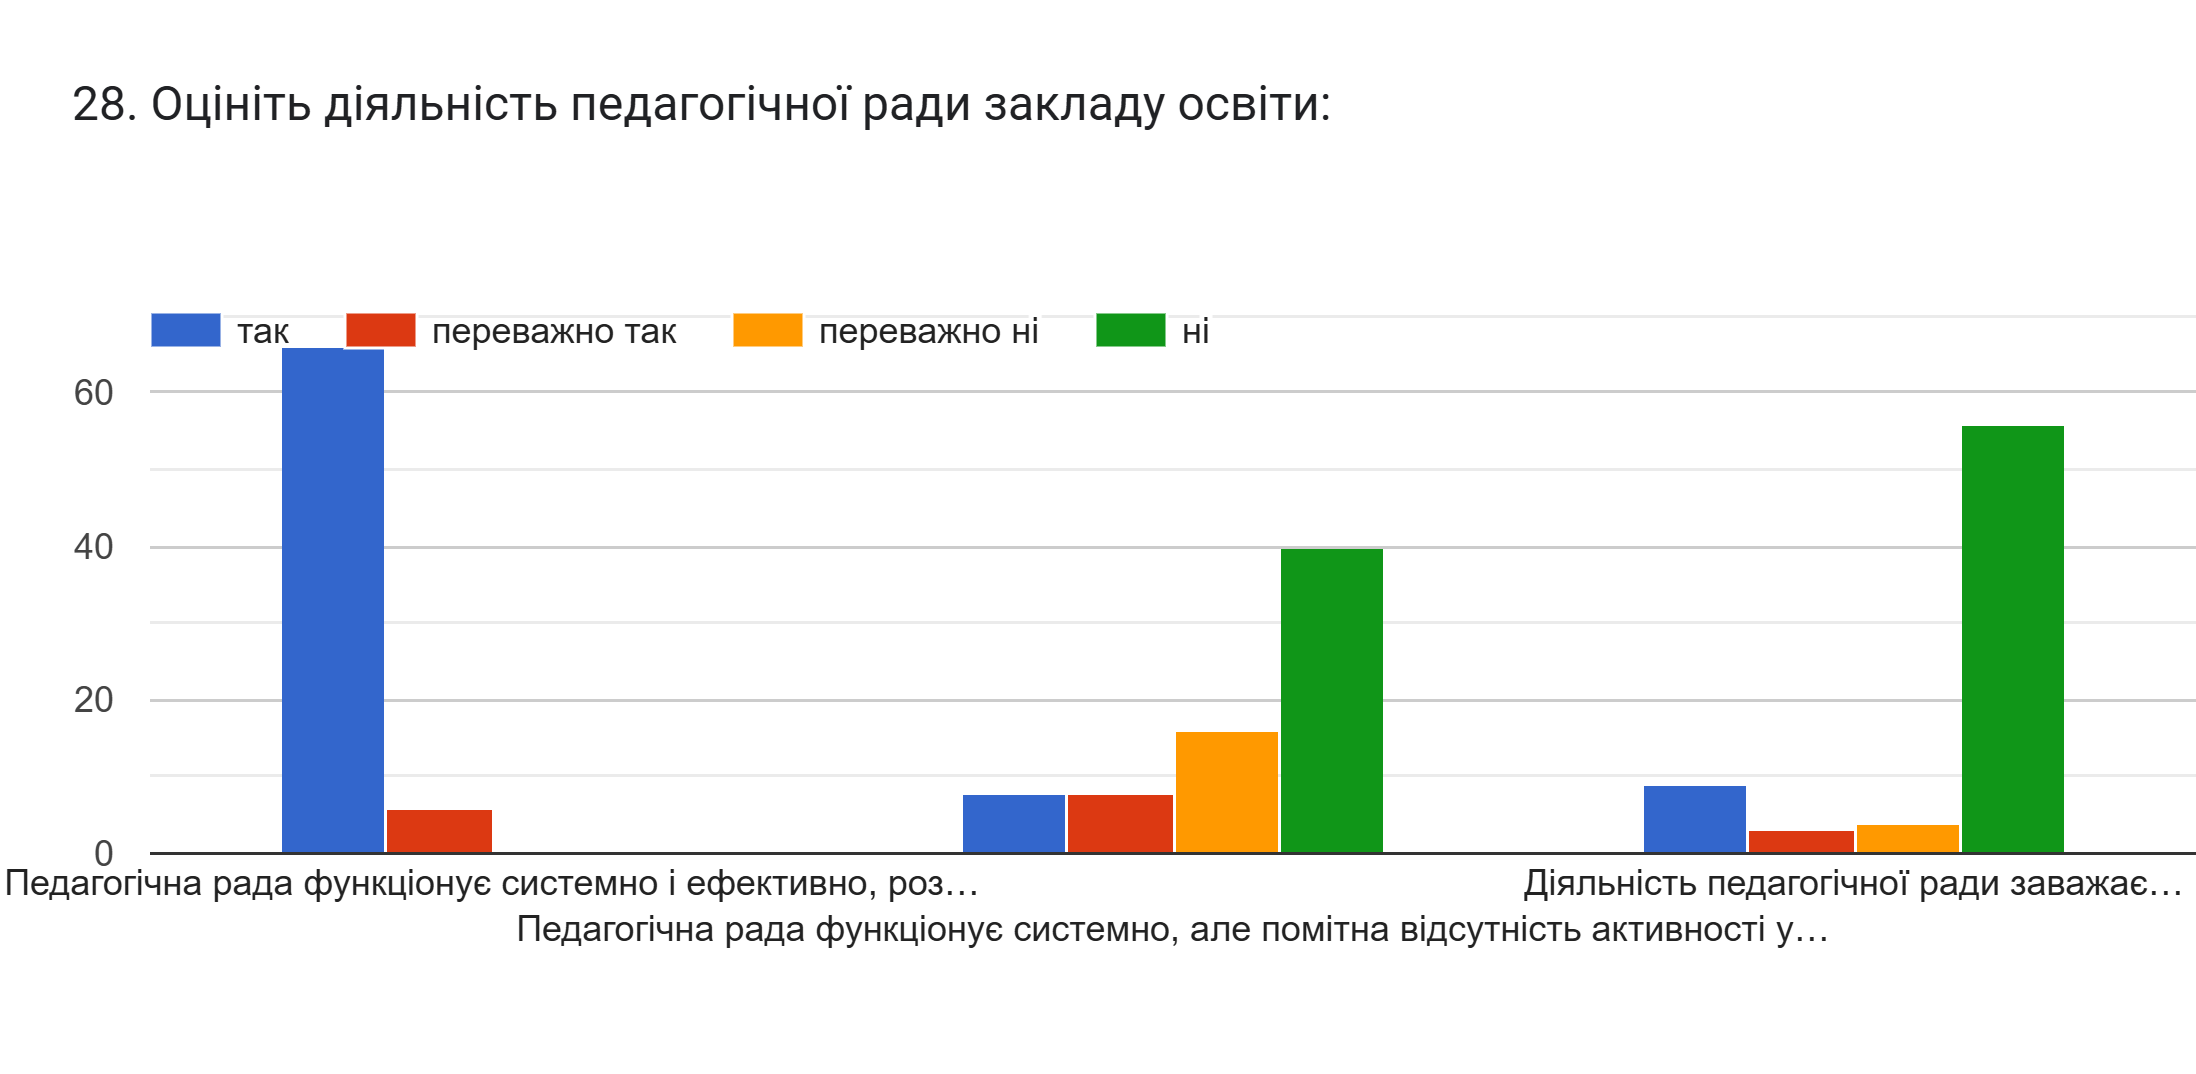 28. Оцініть діяльність педагогічної ради закладу освіти:
так переважно так переважно ні ні
60
40
20
0
Педагогічна рада функціонує системно і ефективно, роз…
Діяльність педагогічної ради заважає…
Педагогічна рада функціонує системно, але помітна відсутність активності у…